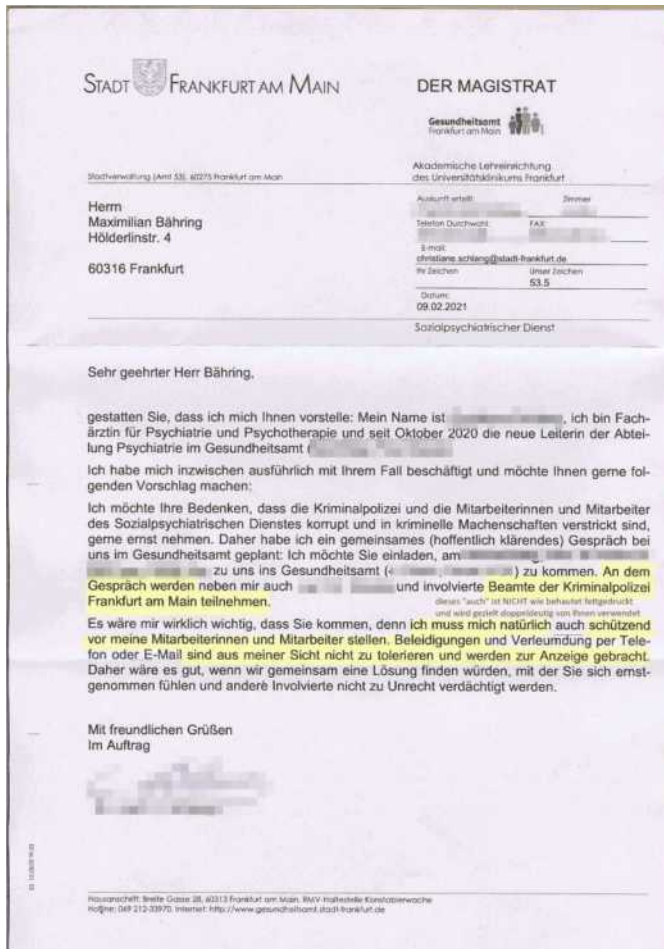 STADT FRANKFURT AM MAIN
DER MAGISTRAT
Gesundheitsamt
Frankfurt am Main
Akademische Lehreinrichtung
des Universitätsklinikums Frankfurt
Stadtverwaltung (Amt 53), 60275 Frankfurt am Main
Herrn
Maximilian Bähring
Hölderlinstr. 4
60316 Frankfurt
Auskunft erteilt: Zimmer
Telefon Durchwahl: FAX:
E-mail:
christiane.schlang@stadt-frankfurt.de
Ihr Zeichen Unser Zeichen
53.5
Datum:
09.02.2021
Sozialpsychiatrischer Dienst
Sehr geehrter Herr Bähring,
gestatten Sie, dass ich mich Ihnen vorstelle: Mein Name ist , ich bin Fach-
ärztin für Psychiatrie und Psychotherapie und seit Oktober 2020 die neue Leiterin der Abtei-
lung Psychiatrie im Gesundheitsamt (
Ich habe mich inzwischen ausführlich mit Ihrem Fall beschäftigt und möchte Ihnen gerne fol-
genden Vorschlag machen:
Ich möchte Ihre Bedenken, dass die Kriminalpolizei und die Mitarbeiterinnen und Mitarbeiter
des Sozialpsychiatrischen Dienstes korrupt und in kriminelle Machenschaften verstrickt sind,
gerne ernst nehmen. Daher habe ich ein gemeinsames (hoffentlich klärendes) Gespräch bei
uns im Gesundheitsamt geplant: Ich möchte Sie einladen, am
zu uns ins Gesundheitsamt ( ) zu kommen. An dem
Gespräch werden neben mir auch und involvierte Beamte der Kriminalpolizei
Frankfurt am Main teilnehmen.
dieses "auch" ist NICHT wie behautet fettgedruckt
und wird gezielt doppeldeutig von Ihnen verwendet
Es wäre mir wirklich wichtig, dass Sie kommen, denn ich muss mich natürlich auch schützend
vor meine Mitarbeiterinnen und Mitarbeiter stellen. Beleidigungen und Verleumdung per Tele-
fon oder E-Mail sind aus meiner Sicht nicht zu tolerieren und werden zur Anzeige gebracht.
Daher wäre es gut, wenn wir gemeinsam eine Lösung finden würden, mit der Sie sich ernst-
genommen fühlen und andere Involvierte nicht zu Unrecht verdächtigt werden.
Mit freundlichen Grüßen
Im Auftrag
Hausanschrift: Breite Gasse 28, 60313 Frankfurt am Main, RMV-Haltestelle Konstablerwache
Hotline: 069 212-33970, Internet: http://www.gesundheitsamt.stadt-frankfurt.de